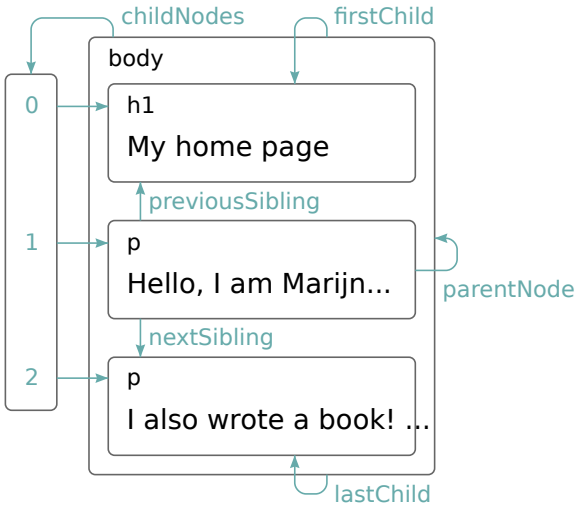 childNodes
firstChild
body
0
h1
My home page
previousSibling
1
p
Hello, I am Marijn...
parentNode
nextSibling
2
p
I also wrote a book! ...
lastChild